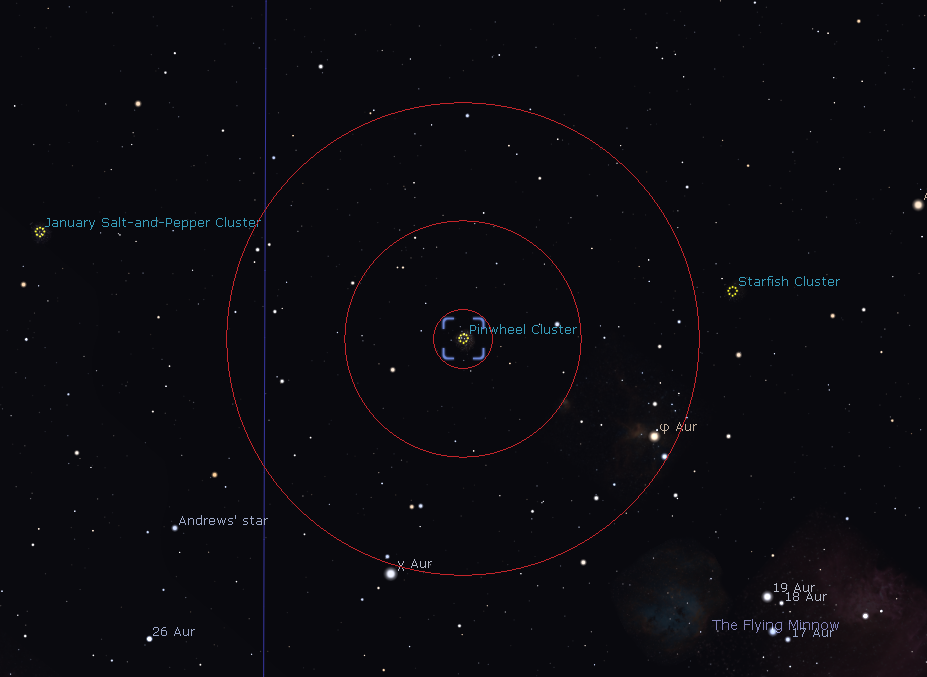 January Salt-and-Pepper Cluster
Starfish Cluster
Pinwheel Cluster
φ Aur
Andrews' star
χ Aur
19 Aur
18 Aur
The Flying Minnow
17 Aur
26 Aur